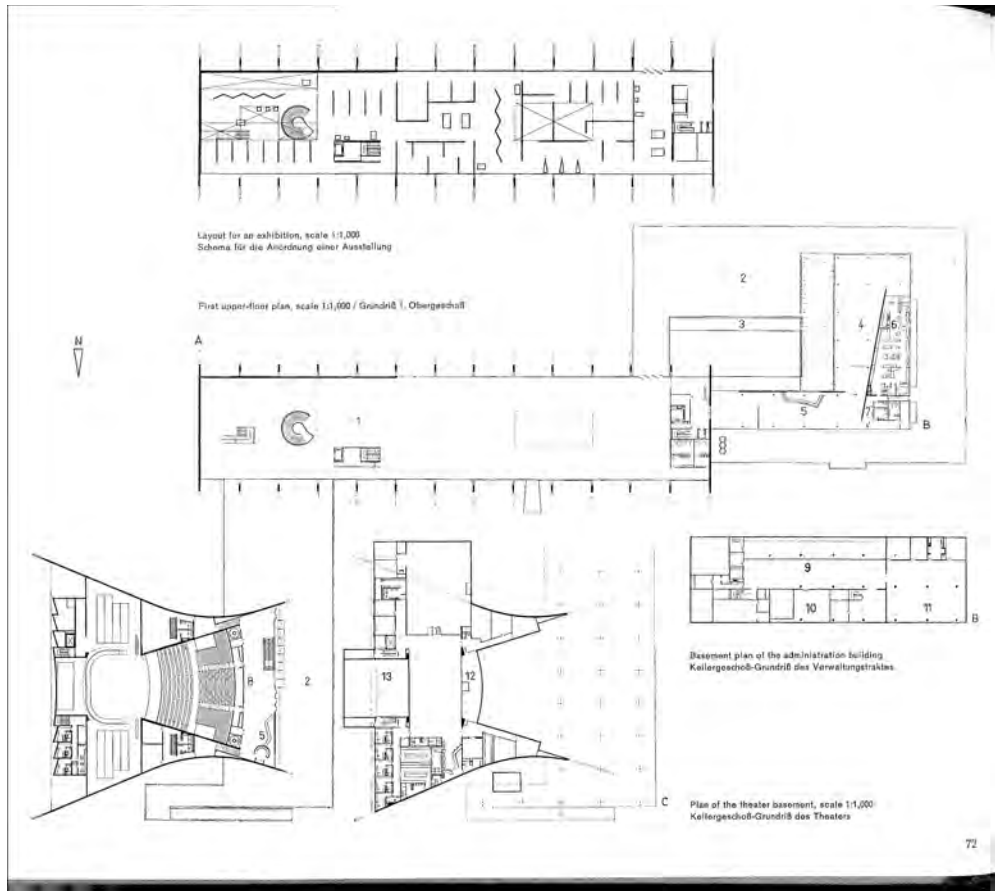 Layout for an exhibition, scale 1:1,000
Schema für die Anordnung einer Ausstellung
First upper-floor plan, scale 1:1,000 / Grundriß 1. Obergeschoß
N
A
1
2
3
4
6
5
7
B
8
2
5
13
12
C
9
10
11
B
Basement plan of the administration building
Kellergeschoß-Grundriß des Verwaltungstraktes
Plan of the theater basement, scale 1:1,000
Kellergeschoß-Grundriß des Theaters
72